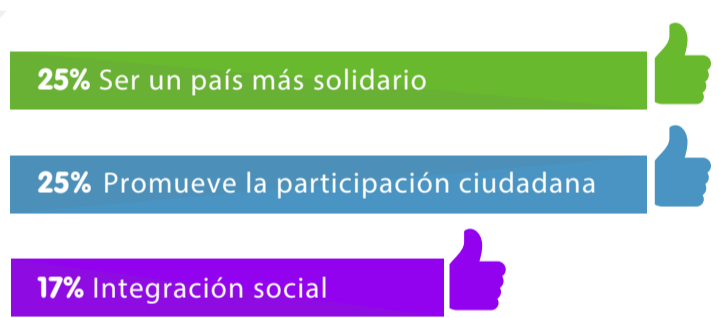 25% Ser un país más solidario
25% Promueve la participación ciudadana
17% Integración social